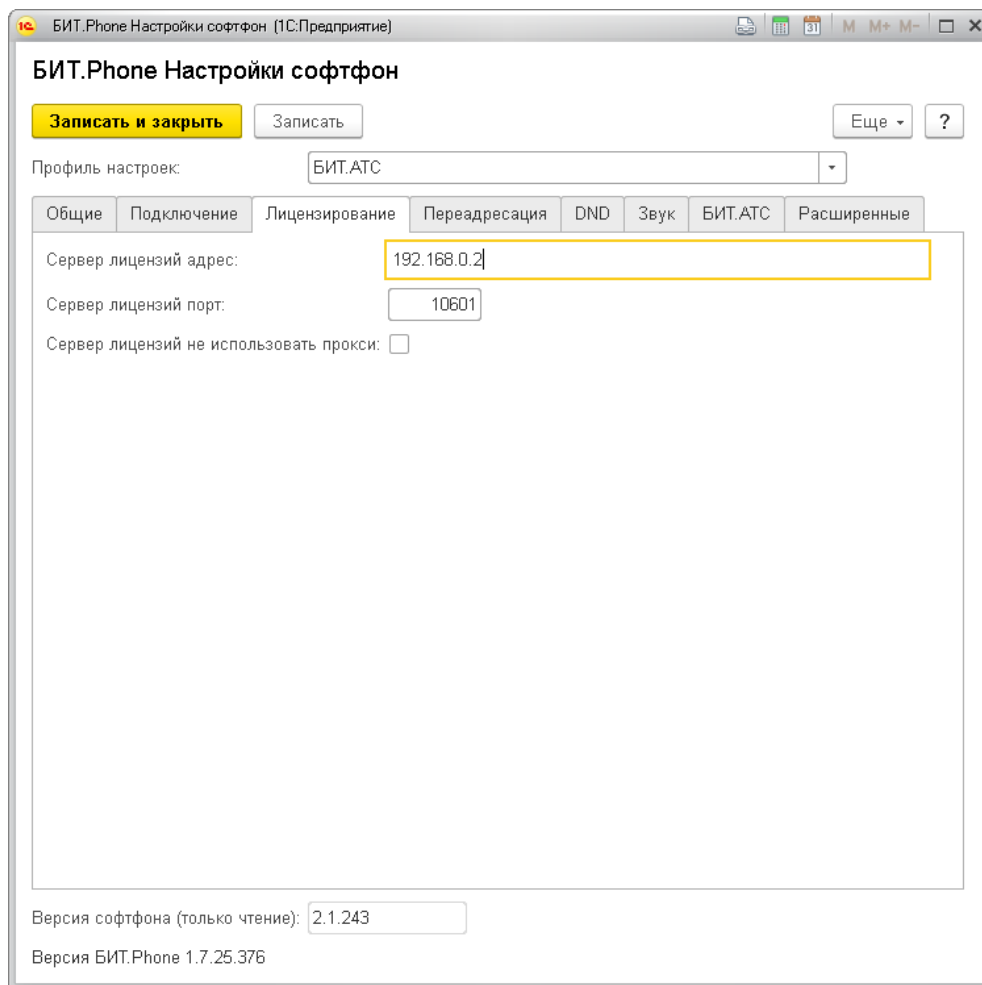 1С БИТ.Phone Настройки софтфон (1С:Предприятие) 31 M M+ M-
БИТ.Phone Настройки софтфон
Записать и закрыть Записать Еще ?
Профиль настроек: БИТ.АТС
Общие Подключение Лицензирование Переадресация DND Звук БИТ.АТС Расширенные
Сервер лицензий адрес: 192.168.0.2
Сервер лицензий порт: 10601
Сервер лицензий не использовать прокси:
Версия софтфона (только чтение): 2.1.243
Версия БИТ.Phone 1.7.25.376